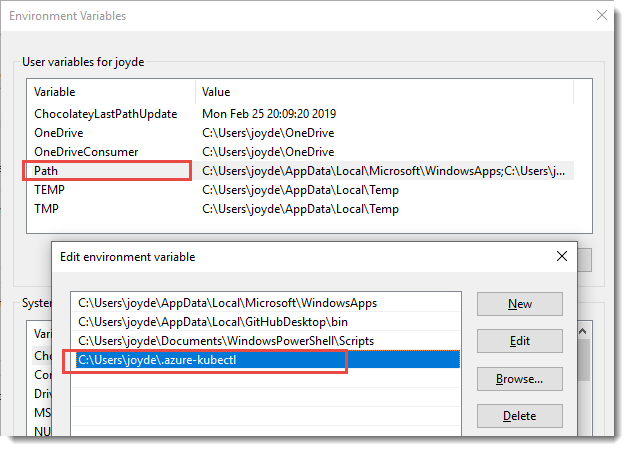 Environment Variables
User variables for joyde
Variable Value
ChocolateyLastPathUpdate Mon Feb 25 20:09:20 2019
OneDrive C:\Users\joyde\OneDrive
OneDriveConsumer C:\Users\joyde\OneDrive
Path C:\Users\joyde\AppData\Local\Microsoft\WindowsApps;C:\Users\j...
TEMP C:\Users\joyde\AppData\Local\Temp
TMP C:\Users\joyde\AppData\Local\Temp
Edit environment variable
C:\Users\joyde\AppData\Local\Microsoft\WindowsApps
New
C:\Users\joyde\AppData\Local\GitHubDesktop\bin
Syste
C:\Users\joyde\Documents\WindowsPowerShell\Scripts
Edit
Varia
C:\Users\joyde\.azure-kubectl
Cho
Con
Browse...
Driv
MS
Delete
NU